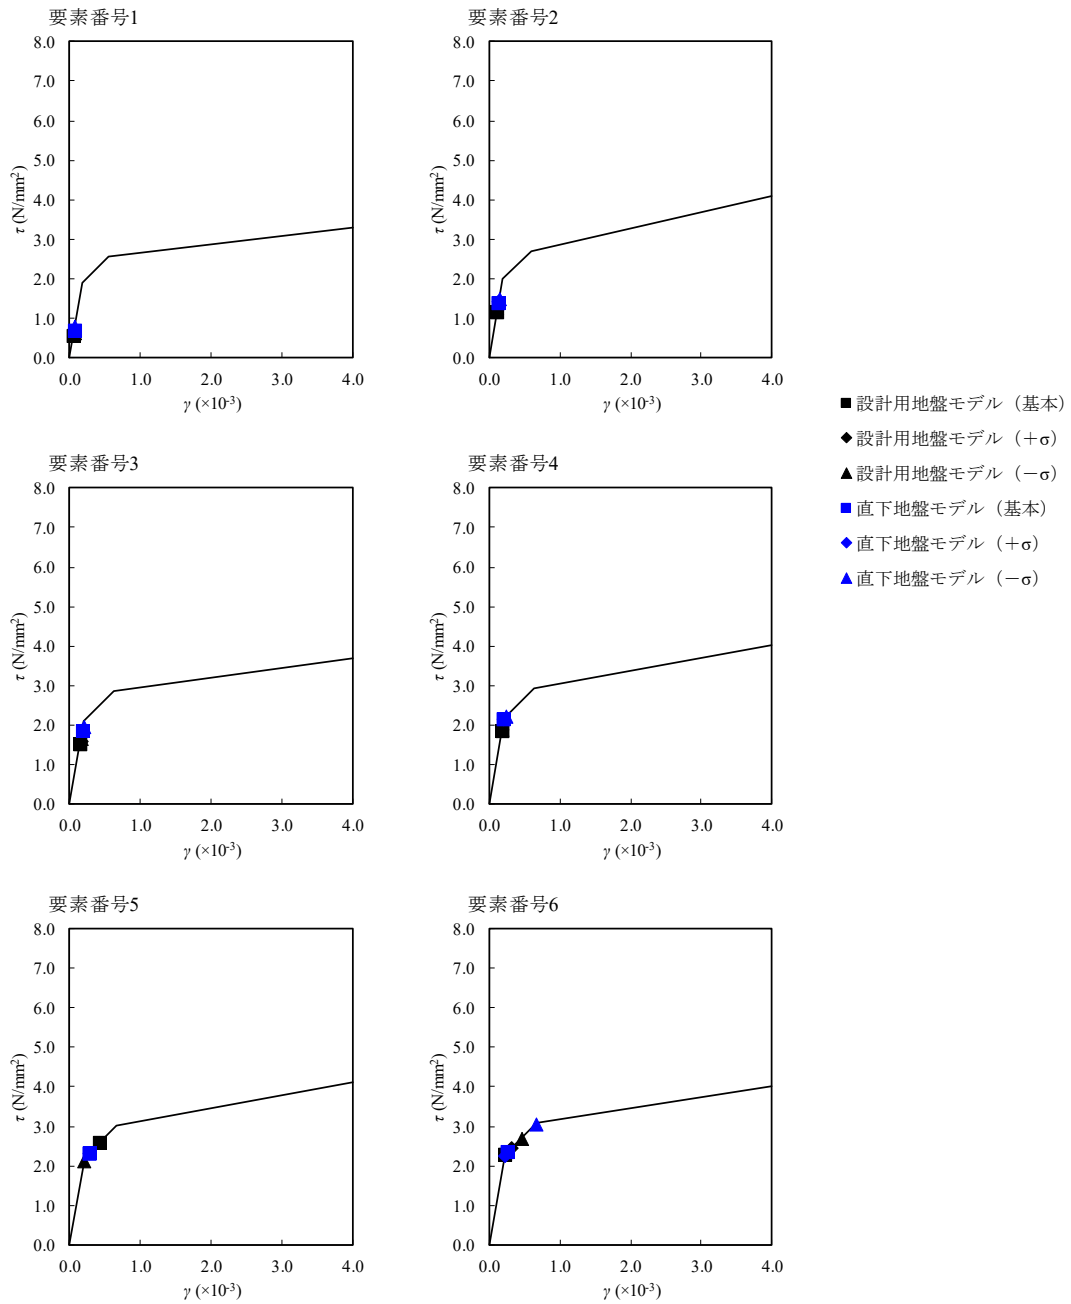 要素番号1
8.0
7.0
6.0
5.0
4.0
3.0
2.0
1.0
0.0
τ (N/mm²)
0.0 1.0 2.0 3.0 4.0
γ (×10⁻³)
要素番号2
8.0
7.0
6.0
5.0
4.0
3.0
2.0
1.0
0.0
τ (N/mm²)
0.0 1.0 2.0 3.0 4.0
γ (×10⁻³)
要素番号3
8.0
7.0
6.0
5.0
4.0
3.0
2.0
1.0
0.0
τ (N/mm²)
0.0 1.0 2.0 3.0 4.0
γ (×10⁻³)
要素番号4
8.0
7.0
6.0
5.0
4.0
3.0
2.0
1.0
0.0
τ (N/mm²)
0.0 1.0 2.0 3.0 4.0
γ (×10⁻³)
要素番号5
8.0
7.0
6.0
5.0
4.0
3.0
2.0
1.0
0.0
τ (N/mm²)
0.0 1.0 2.0 3.0 4.0
γ (×10⁻³)
要素番号6
8.0
7.0
6.0
5.0
4.0
3.0
2.0
1.0
0.0
τ (N/mm²)
0.0 1.0 2.0 3.0 4.0
γ (×10⁻³)
設計用地盤モデル（基本）
設計用地盤モデル（＋σ）
設計用地盤モデル（－σ）
直下地盤モデル（基本）
直下地盤モデル（＋σ）
直下地盤モデル（－σ）